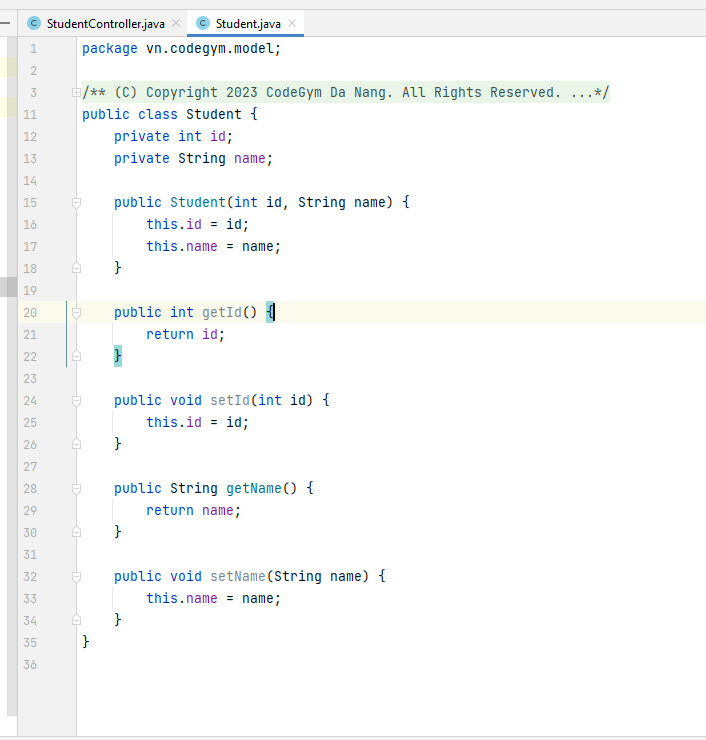 StudentController.java × Student.java ×
1 package vn.codegym.model;
2
3 /** (C) Copyright 2023 CodeGym Da Nang. All Rights Reserved. ...*/
11 public class Student {
12     private int id;
13     private String name;
14
15     public Student(int id, String name) {
16         this.id = id;
17         this.name = name;
18     }
19
20     public int getId() {
21         return id;
22     }
23
24     public void setId(int id) {
25         this.id = id;
26     }
27
28     public String getName() {
29         return name;
30     }
31
32     public void setName(String name) {
33         this.name = name;
34     }
35 }
36